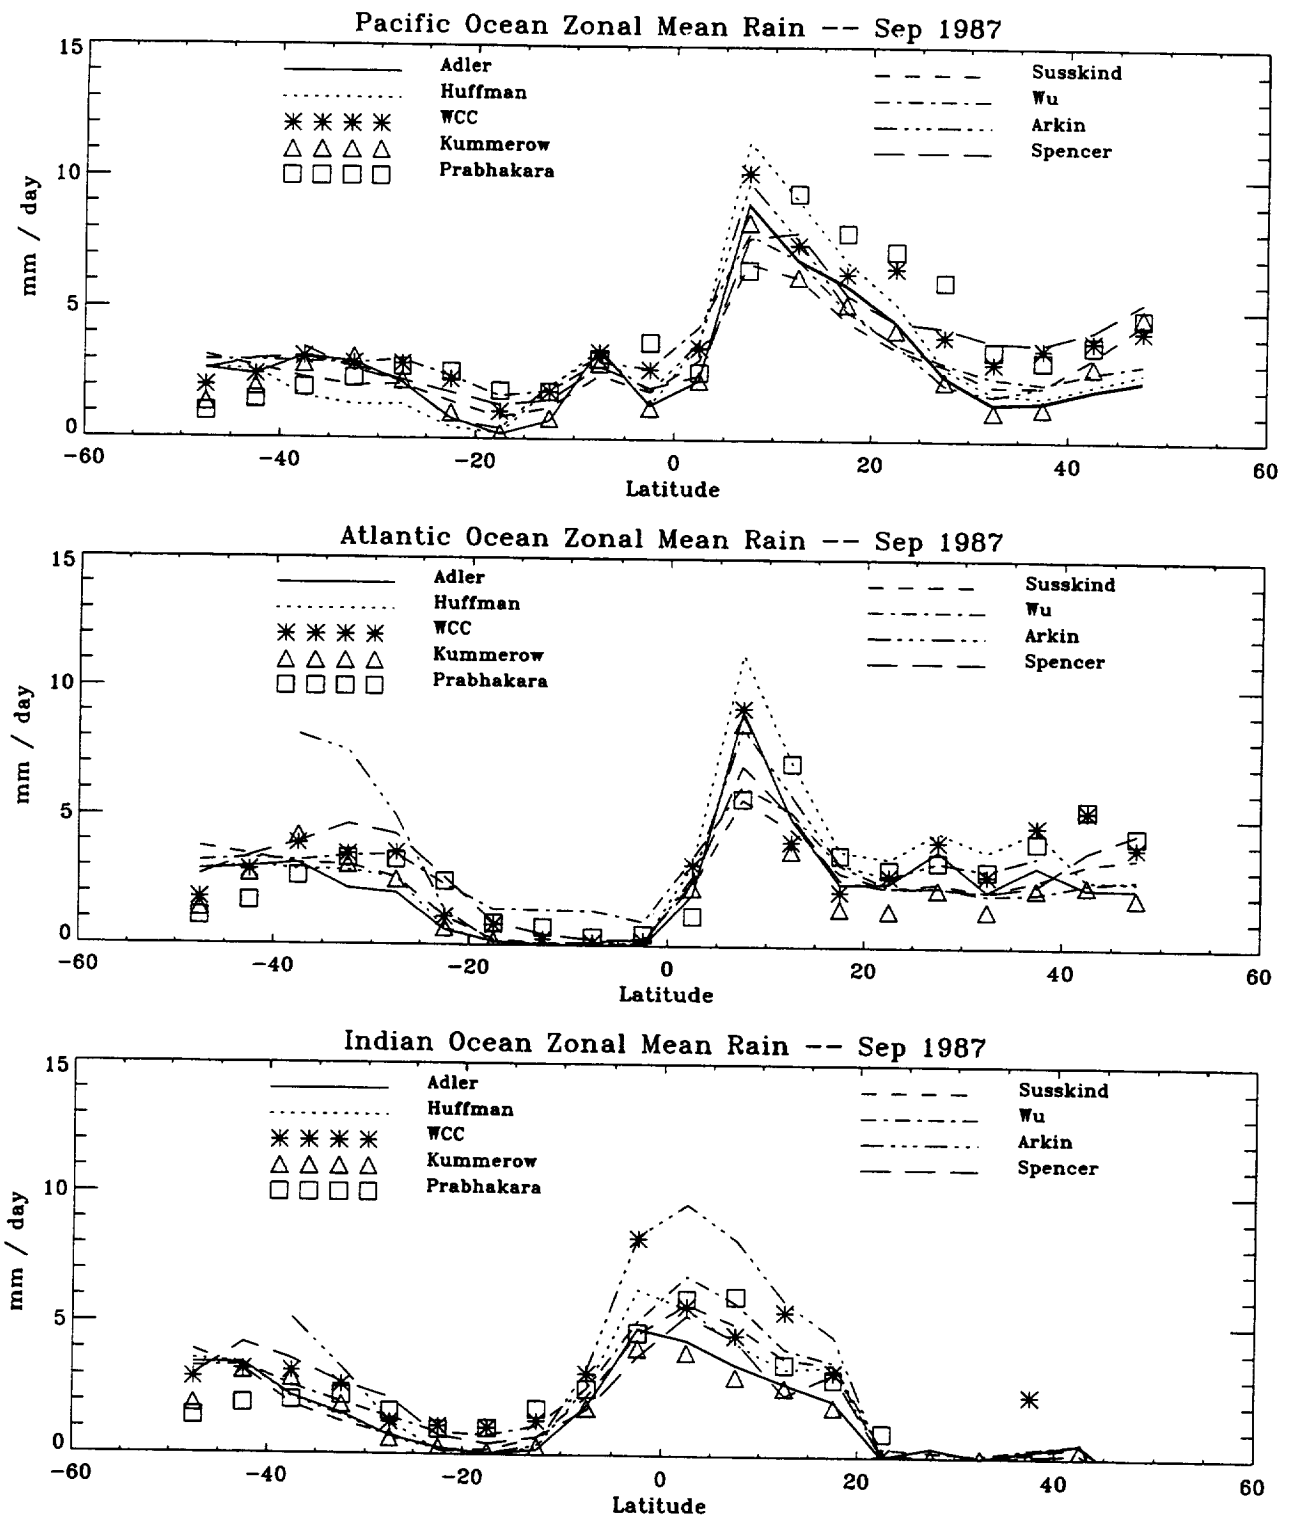 Pacific Ocean Zonal Mean Rain -- Sep 1987
15
10
5
0
mm / day
Adler
Huffman
WCC
Kummerow
Prabhakara
Susskind
Wu
Arkin
Spencer
-60 -40 -20 0 20 40 60
Latitude
Atlantic Ocean Zonal Mean Rain -- Sep 1987
15
10
5
0
mm / day
Adler
Huffman
WCC
Kummerow
Prabhakara
Susskind
Wu
Arkin
Spencer
-60 -40 -20 0 20 40 60
Latitude
Indian Ocean Zonal Mean Rain -- Sep 1987
15
10
5
0
mm / day
Adler
Huffman
WCC
Kummerow
Prabhakara
Susskind
Wu
Arkin
Spencer
-60 -40 -20 0 20 40 60
Latitude